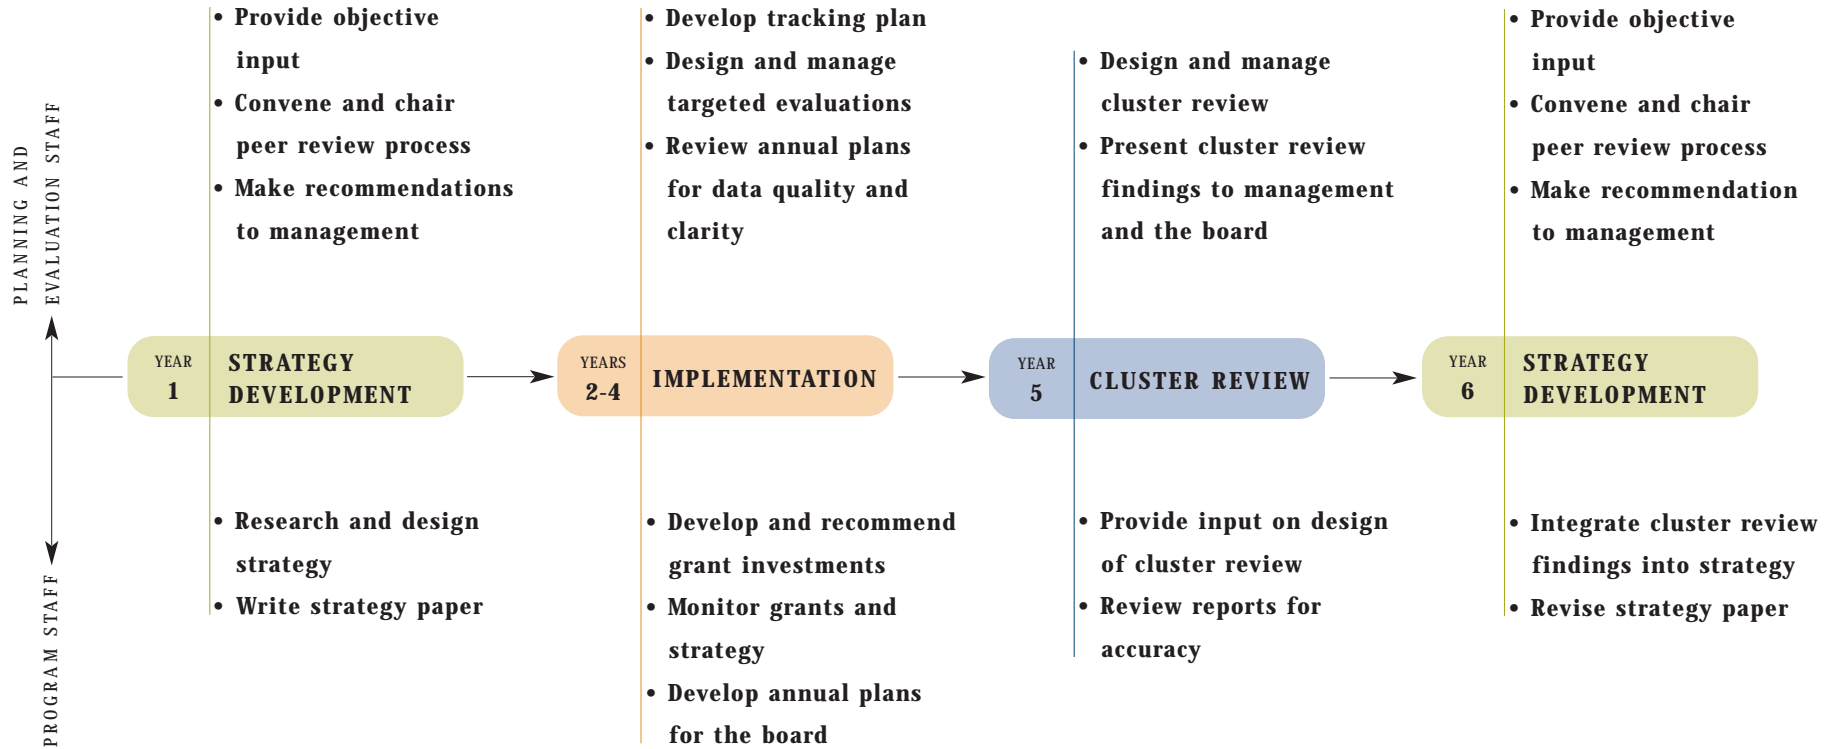 PLANNING AND
EVALUATION STAFF
• Provide objective
input
• Convene and chair
peer review process
• Make recommendations
to management
• Develop tracking plan
• Design and manage
targeted evaluations
• Review annual plans
for data quality and
clarity
• Design and manage
cluster review
• Present cluster review
findings to management
and the board
• Provide objective
input
• Convene and chair
peer review process
• Make recommendation
to management
YEAR
1
STRATEGY
DEVELOPMENT
YEARS
2-4
IMPLEMENTATION
YEAR
5
CLUSTER REVIEW
YEAR
6
STRATEGY
DEVELOPMENT
PROGRAM STAFF
• Research and design
strategy
• Write strategy paper
• Develop and recommend
grant investments
• Monitor grants and
strategy
• Develop annual plans
for the board
• Provide input on design
of cluster review
• Review reports for
accuracy
• Integrate cluster review
findings into strategy
• Revise strategy paper